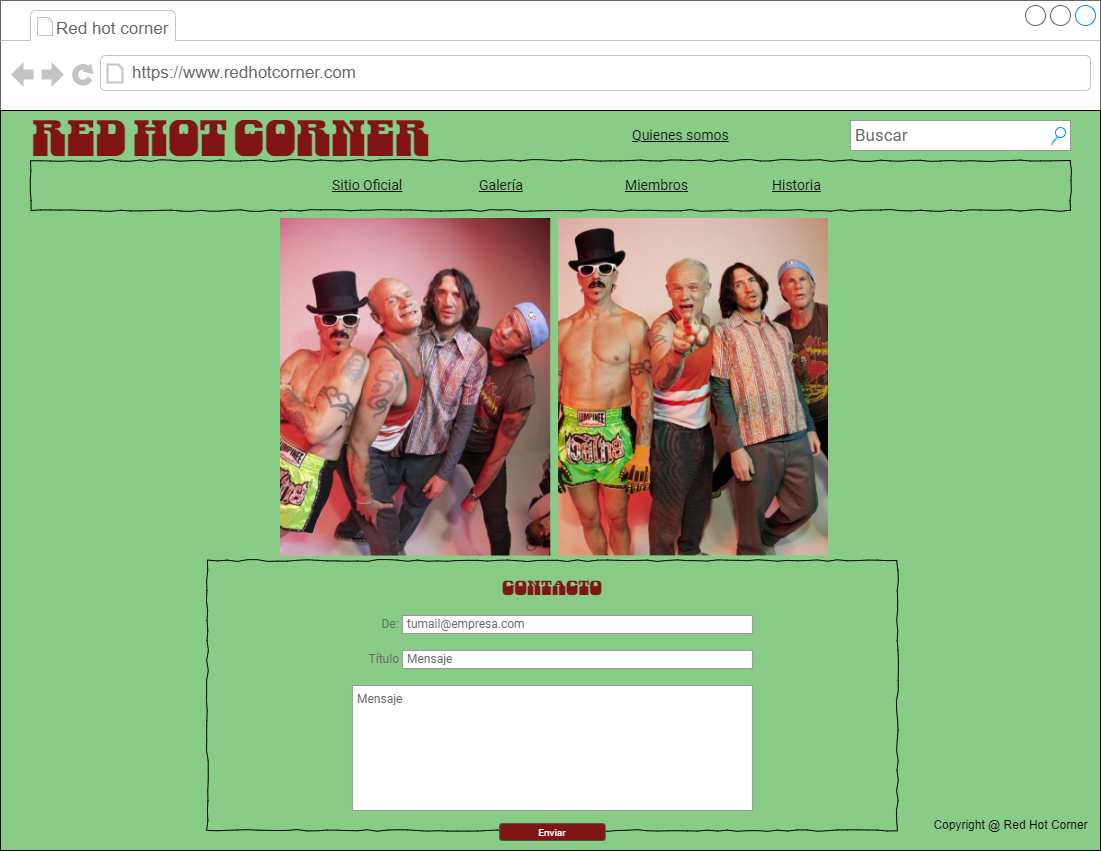 Red hot corner
https://www.redhotcorner.com
RED HOT CORNER
Quienes somos
Buscar
Sitio Oficial
Galería
Miembros
Historia
LUMPINEE
CONTACTO
De:
tumail@empresa.com
Título
Mensaje
Mensaje
Enviar
Copyright @ Red Hot Corner